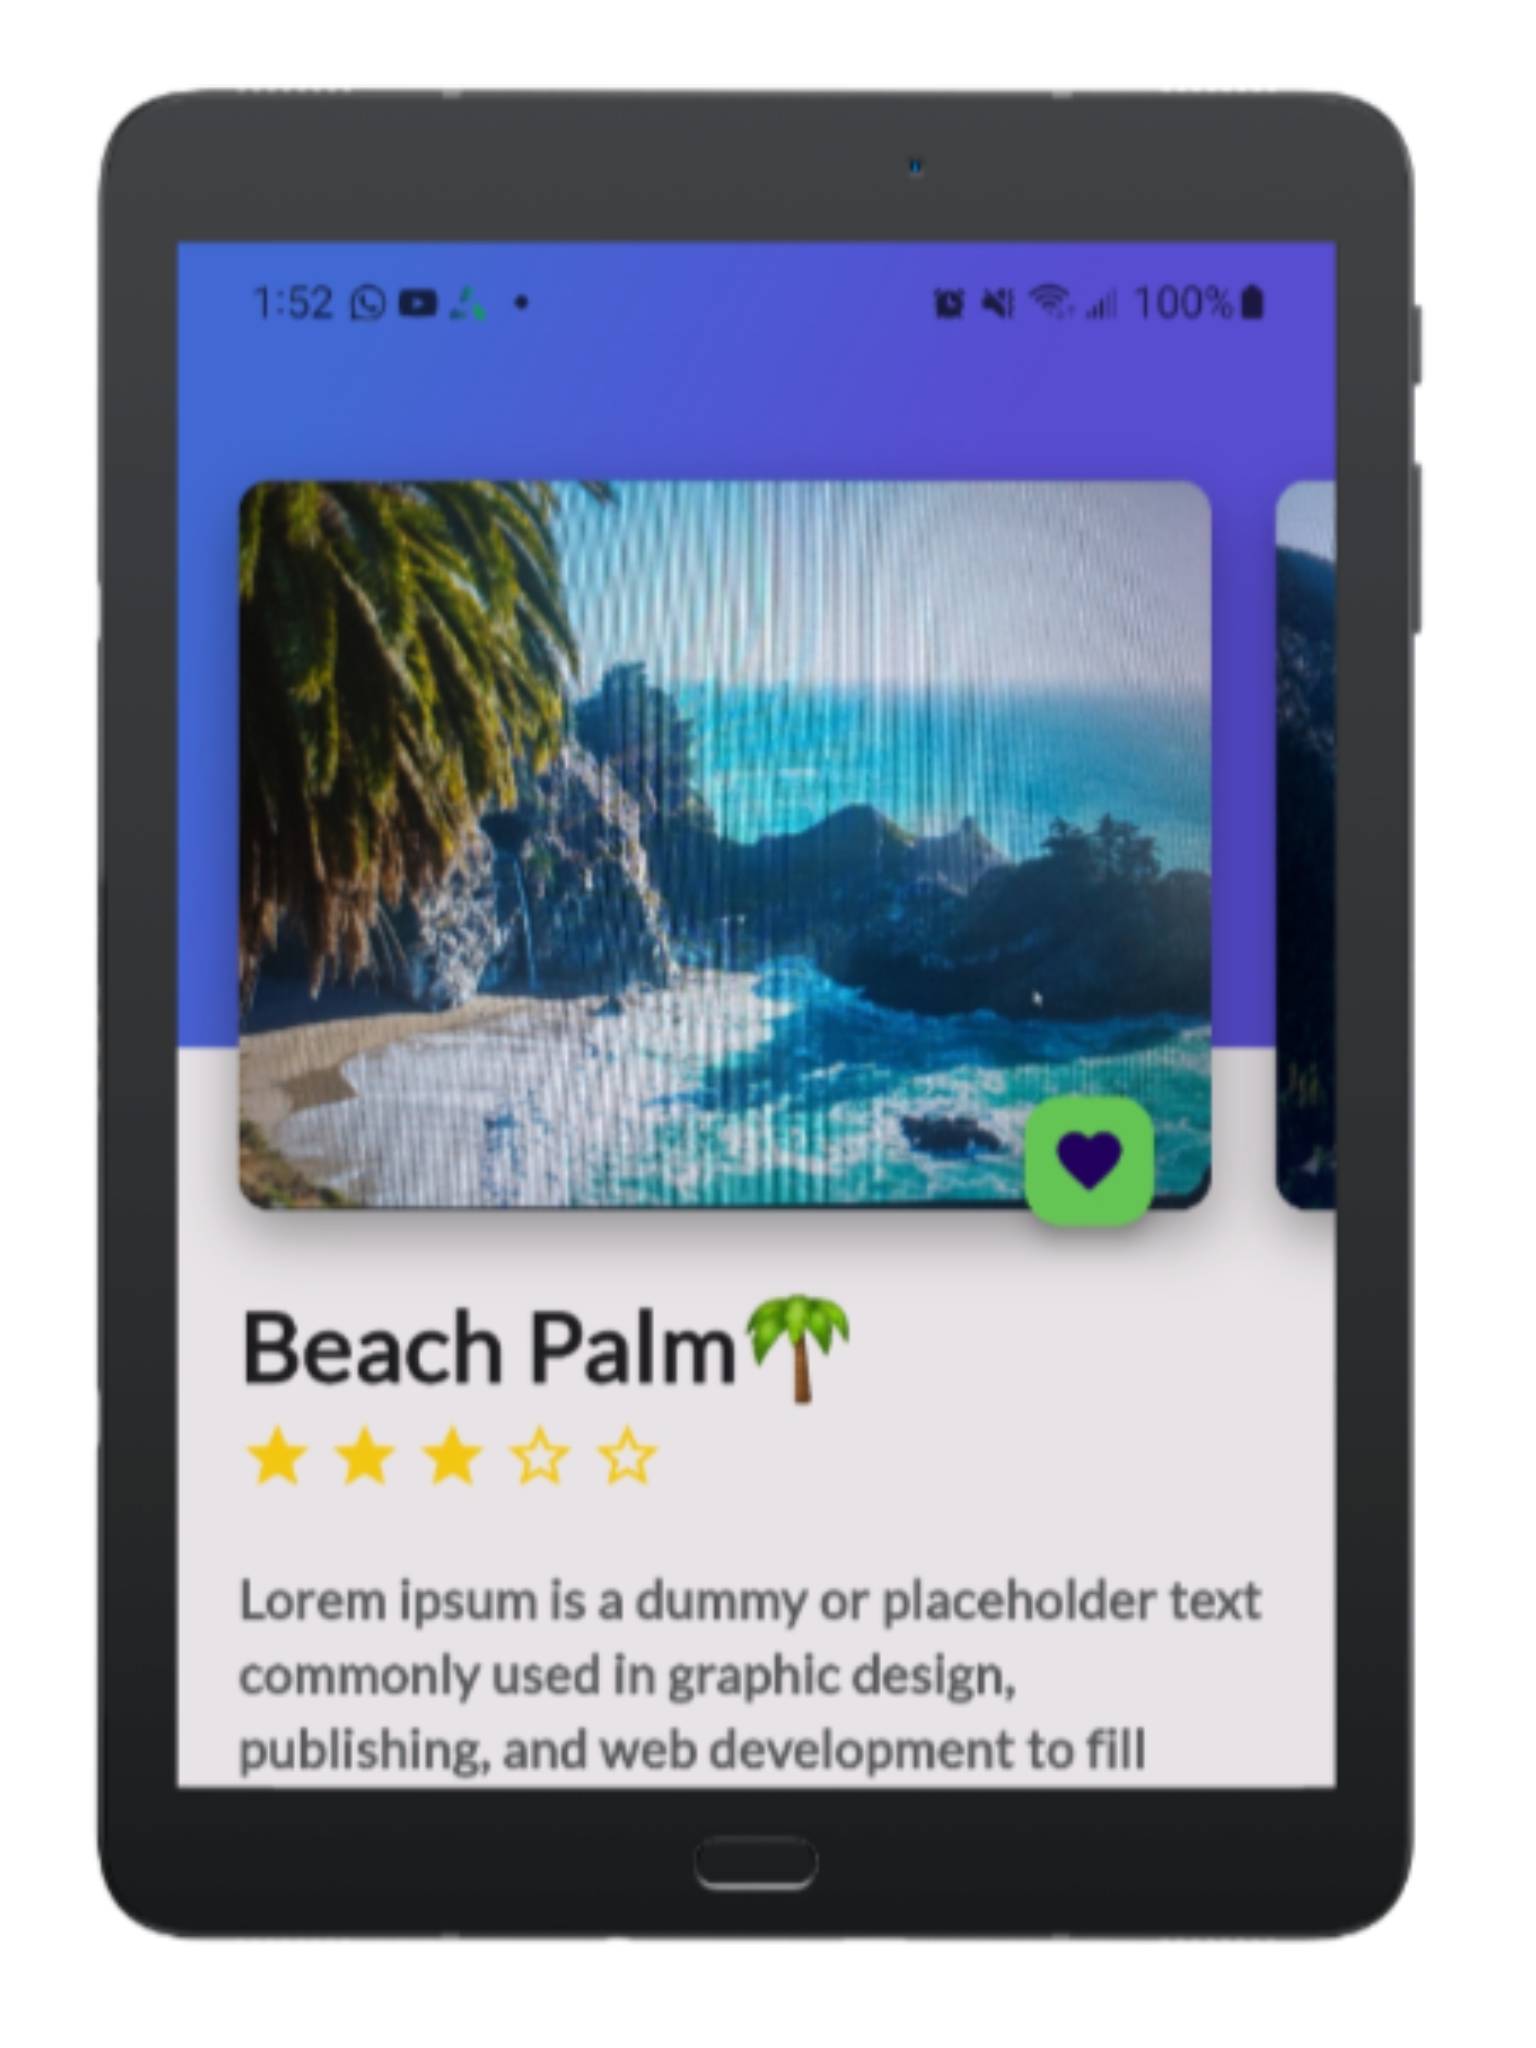 1:52 100%
Beach Palm🌴
Lorem ipsum is a dummy or placeholder text
commonly used in graphic design,
publishing, and web development to fill